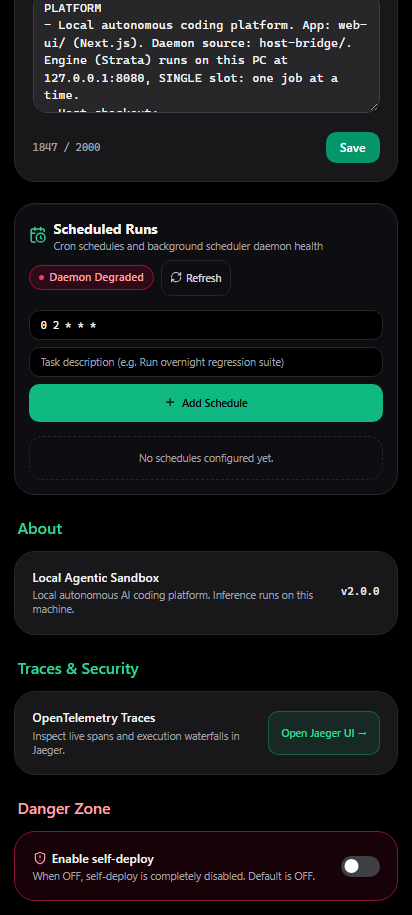 PLATFORM
- Local autonomous coding platform. App: web-
ui/ (Next.js). Daemon source: host-bridge/.
Engine (Strata) runs on this PC at
127.0.0.1:8080, SINGLE slot: one job at a
time.
1847 / 2000
Save
Scheduled Runs
Cron schedules and background scheduler daemon health
Daemon Degraded
Refresh
0 2 * * *
Task description (e.g. Run overnight regression suite)
+ Add Schedule
No schedules configured yet.
About
Local Agentic Sandbox
Local autonomous AI coding platform. Inference runs on this
machine.
v2.0.0
Traces & Security
OpenTelemetry Traces
Inspect live spans and execution waterfalls in
Jaeger.
Open Jaeger UI →
Danger Zone
Enable self-deploy
When OFF, self-deploy is completely disabled. Default is OFF.